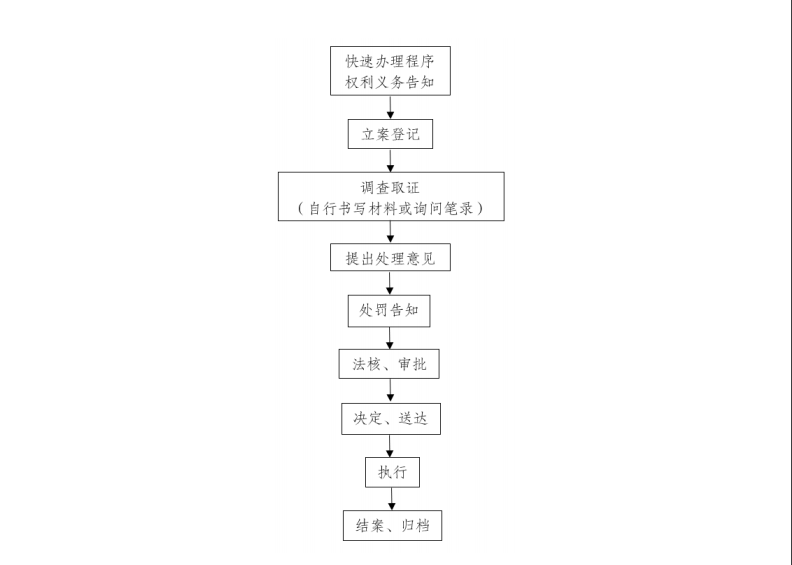 快速办理程序
权利义务告知
立案登记
调查取证
（自行书写材料或询问笔录）
提出处理意见
处罚告知
法核、审批
决定、送达
执行
结案、归档